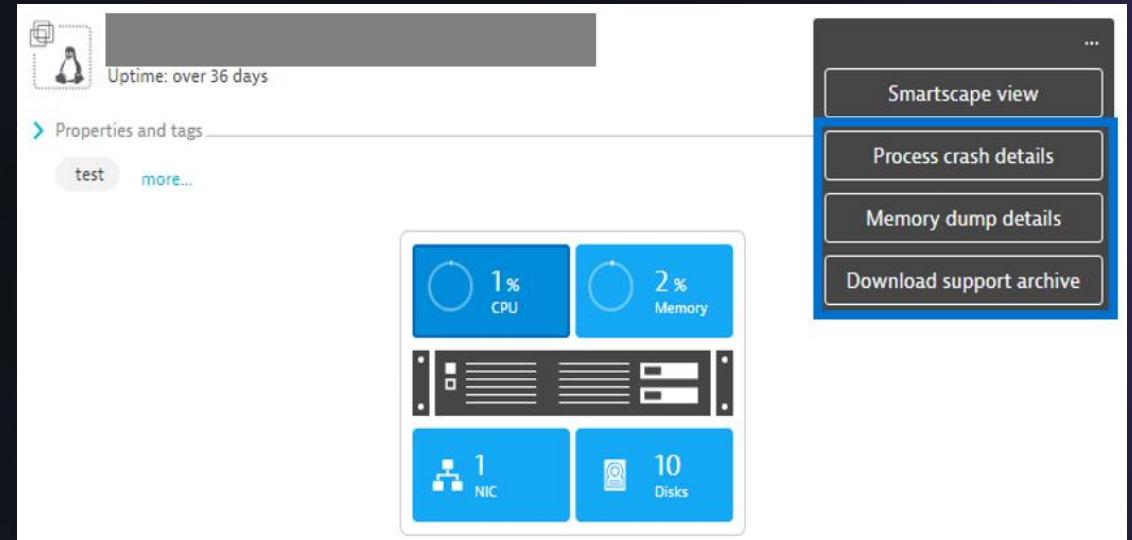 ...
Uptime: over 36 days
Smartscape view
Properties and tags
Process crash details
test more...
Memory dump details
Download support archive
1 %
CPU
2 %
Memory
1
NIC
10
Disks